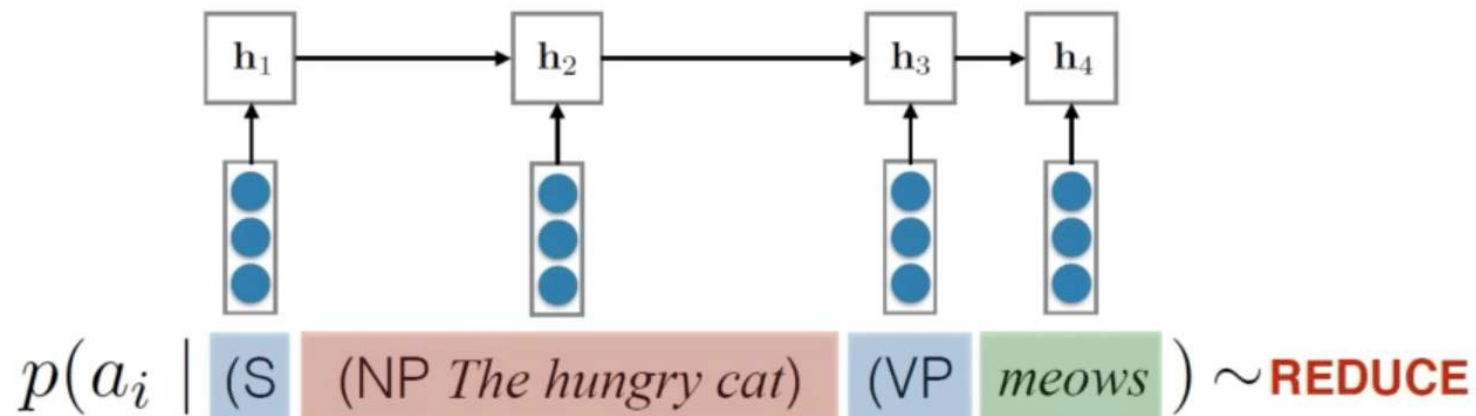 h₁ h₂ h₃ h₄
p(aᵢ | (S (NP The hungry cat) (VP meows ) ~REDUCE